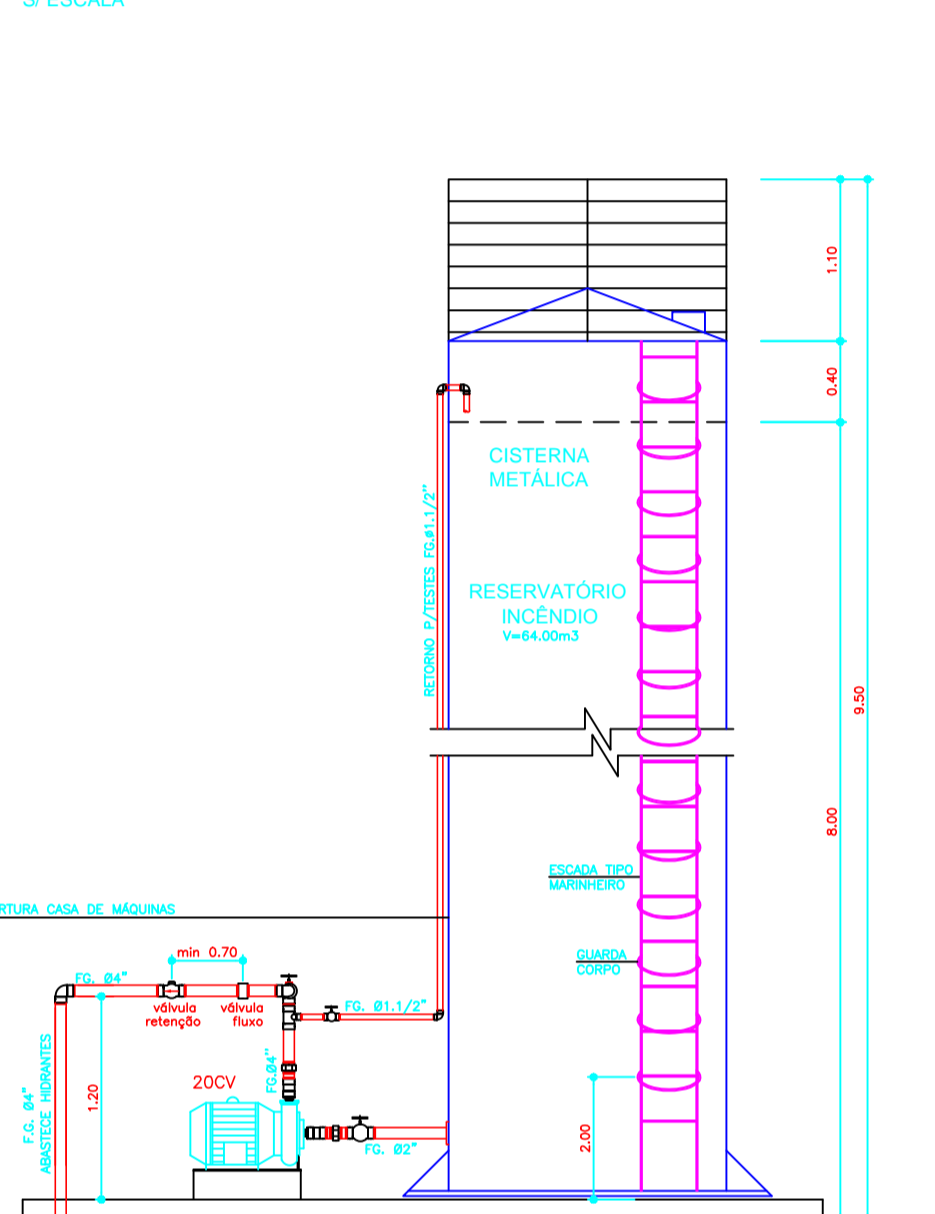 S/ ESCALA
1.10
0.40
CISTERNA
METÁLICA
RETORNO P/TESTES FG.ø1.1/2"
RESERVATÓRIO
INCÊNDIO
V=64.00m3
9.50
8.00
ESCADA TIPO
MARINHEIRO
RTURA CASA DE MÁQUINAS
min 0.70
GUARDA
CORPO
FG. Ø4"
válvula
retenção
válvula
fluxo
FG. Ø1.1/2"
FG.Ø4"
20CV
1.20
F.G. Ø4"
ABASTECE HIDRANTES
FG. Ø2"
2.00